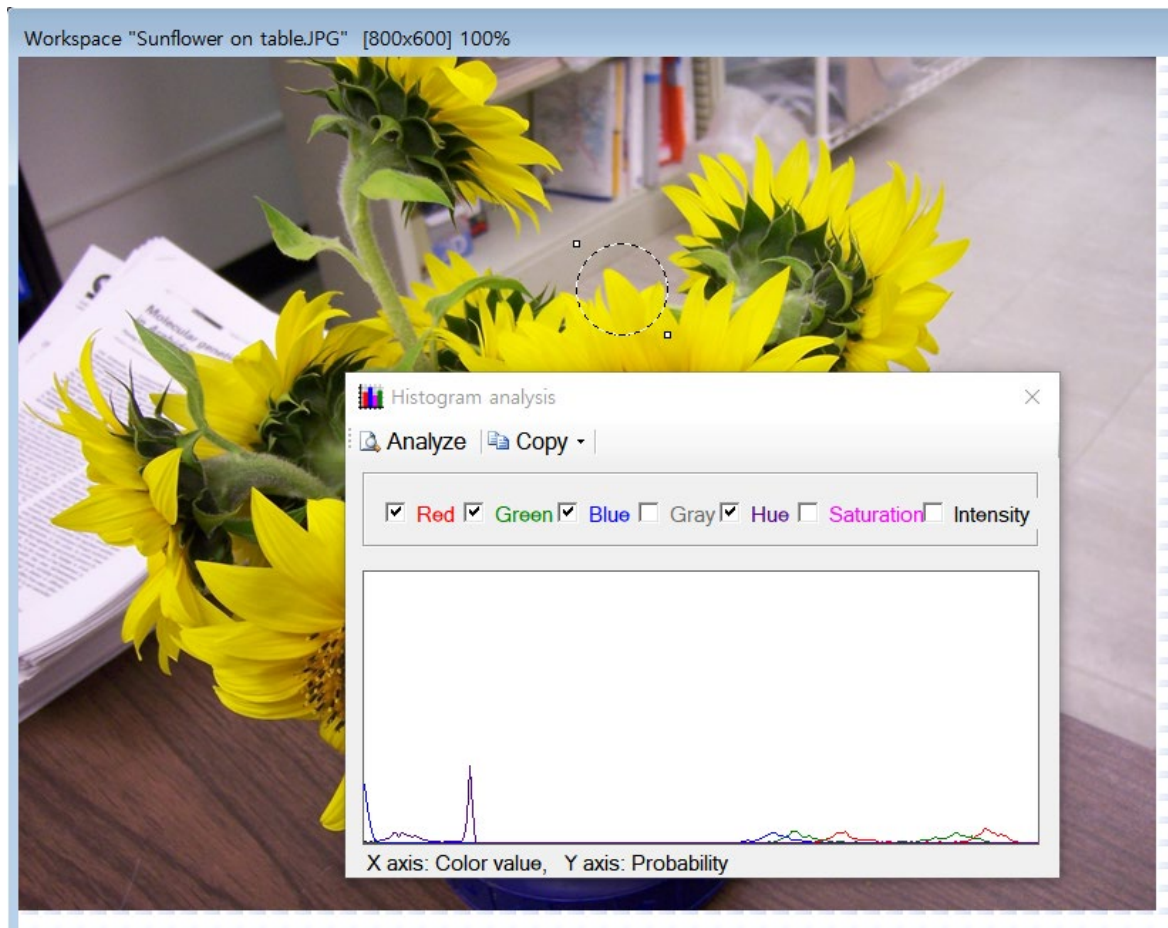 Workspace "Sunflower on table.JPG" [800x600] 100%
Molecular
Histogram analysis
Analyze Copy
Red Green Blue Gray Hue Saturation Intensity
X axis: Color value, Y axis: Probability